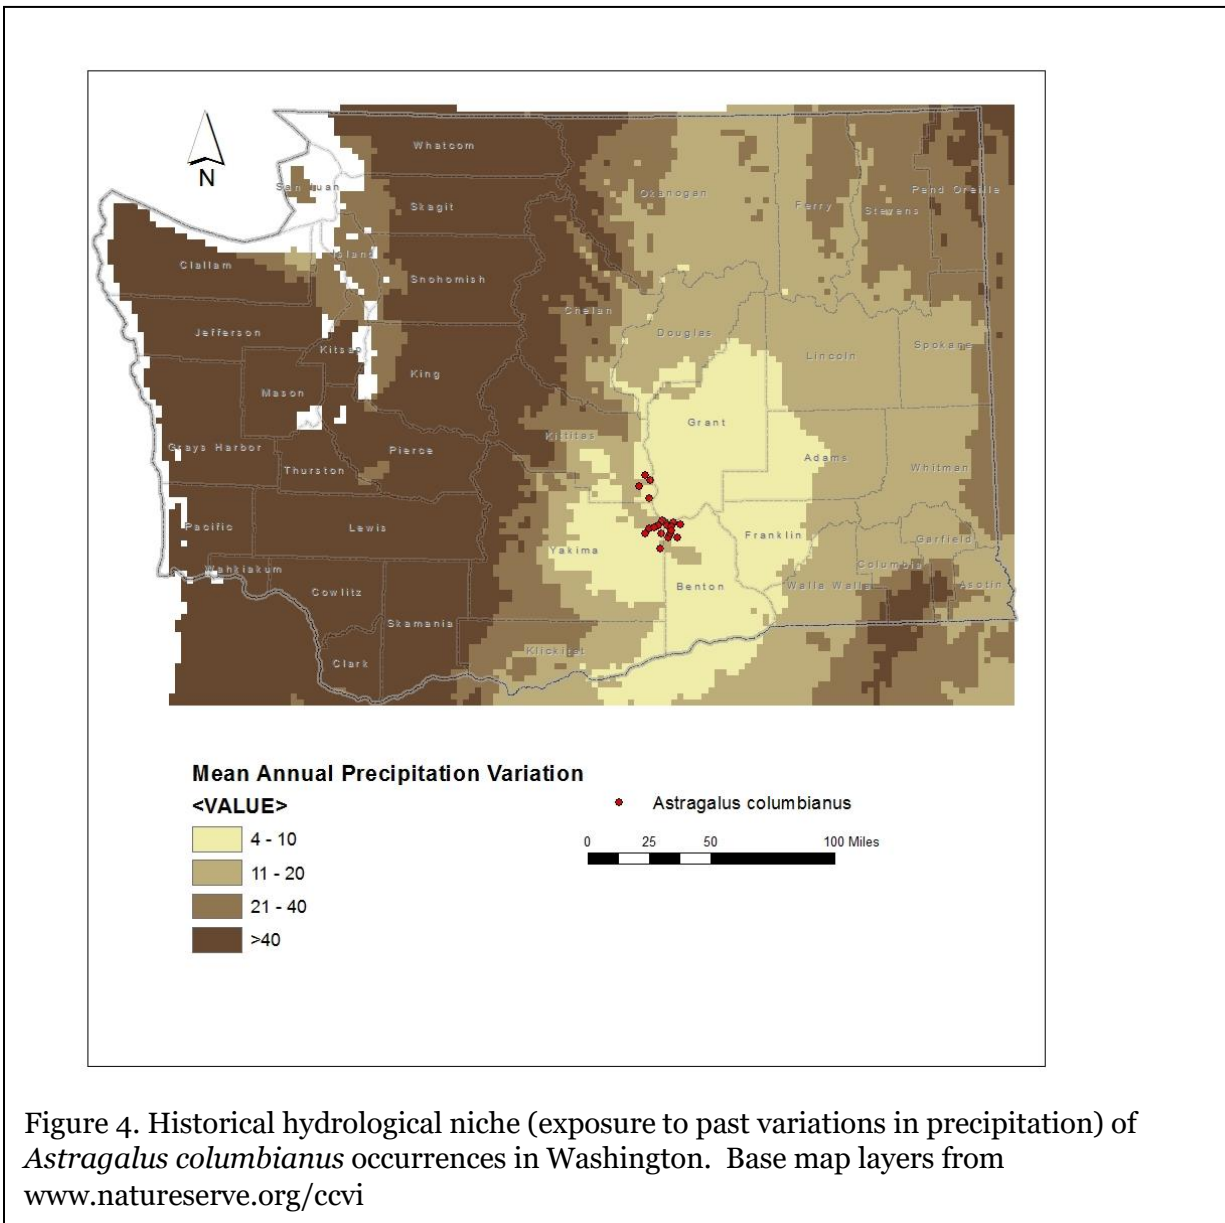 N
Whatcom
San Juan
Skagit
Okanogan
Ferry
Stevens
Pend Oreille
Island
Clallam
Snohomish
Chelan
Jefferson
Douglas
Kitsap
Lincoln
Spokane
King
Mason
Grant
Kittitas
Grays Harbor
Pierce
Adams
Thurston
Whitman
Pacific
Lewis
Yakima
Franklin
Garfield
Wahkiakum
Columbia
Cowlitz
Benton
Walla Walla
Asotin
Skamania
Clark
Klickitat
Mean Annual Precipitation Variation
<VALUE>
4 - 10
11 - 20
21 - 40
>40
Astragalus columbianus
0 25 50 100 Miles
Figure 4. Historical hydrological niche (exposure to past variations in precipitation) of
Astragalus columbianus occurrences in Washington. Base map layers from
www.natureserve.org/ccvi